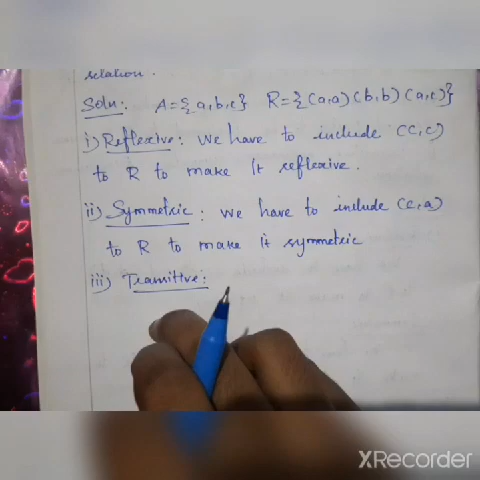 relation.
Soln: A={a,b,c} R={(a,a)(b,b)(a,c)}
i) Reflexive: we have to include (c,c)
to R to make it reflexive.
ii) Symmetric: we have to include (c,a)
to R to make it symmetric
iii) Transitive:
XRecorder